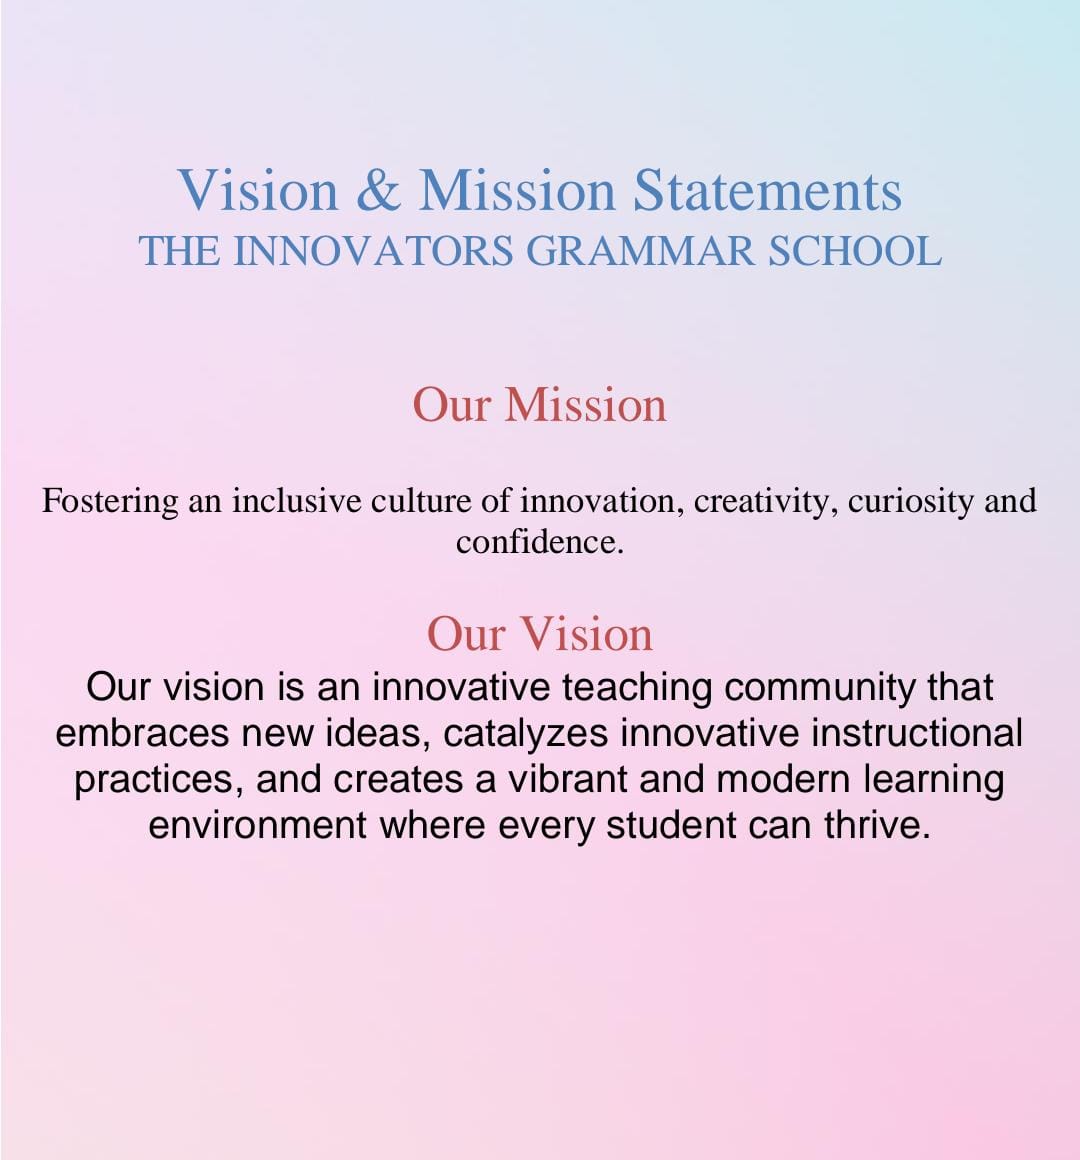 Vision & Mission Statements
THE INNOVATORS GRAMMAR SCHOOL
Our Mission
Fostering an inclusive culture of innovation, creativity, curiosity and
confidence.
Our Vision
Our vision is an innovative teaching community that
embraces new ideas, catalyzes innovative instructional
practices, and creates a vibrant and modern learning
environment where every student can thrive.